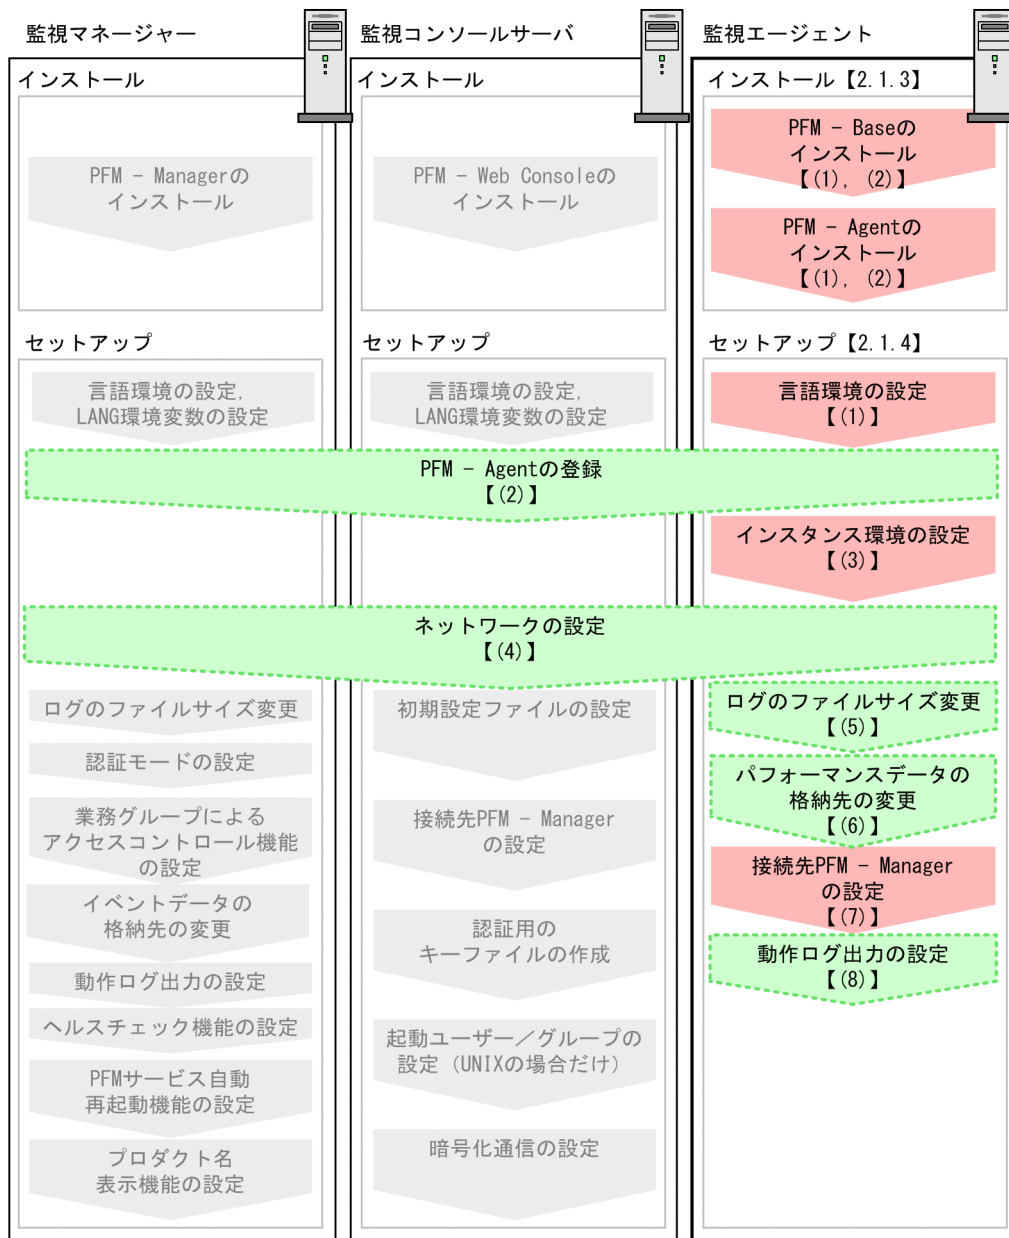 監視マネージャー
インストール
PFM − Managerの
インストール
セットアップ
言語環境の設定,
LANG環境変数の設定
監視コンソールサーバ
インストール
PFM − Web Consoleの
インストール
セットアップ
言語環境の設定,
LANG環境変数の設定
監視エージェント
インストール【2.1.3】
PFM − Baseの
インストール
【(1), (2)】
PFM − Agentの
インストール
【(1), (2)】
セットアップ【2.1.4】
言語環境の設定
【(1)】
PFM − Agentの登録
【(2)】
インスタンス環境の設定
【(3)】
ネットワークの設定
【(4)】
ログのファイルサイズ変更
認証モードの設定
業務グループによる
アクセスコントロール機能
の設定
イベントデータの
格納先の変更
動作ログ出力の設定
ヘルスチェック機能の設定
PFMサービス自動
再起動機能の設定
プロダクト名
表示機能の設定
初期設定ファイルの設定
接続先PFM − Manager
の設定
認証用の
キーファイルの作成
起動ユーザー／グループの
設定（UNIXの場合だけ）
暗号化通信の設定
ログのファイルサイズ変更
【(5)】
パフォーマンスデータの
格納先の変更
【(6)】
接続先PFM − Manager
の設定
【(7)】
動作ログ出力の設定
【(8)】